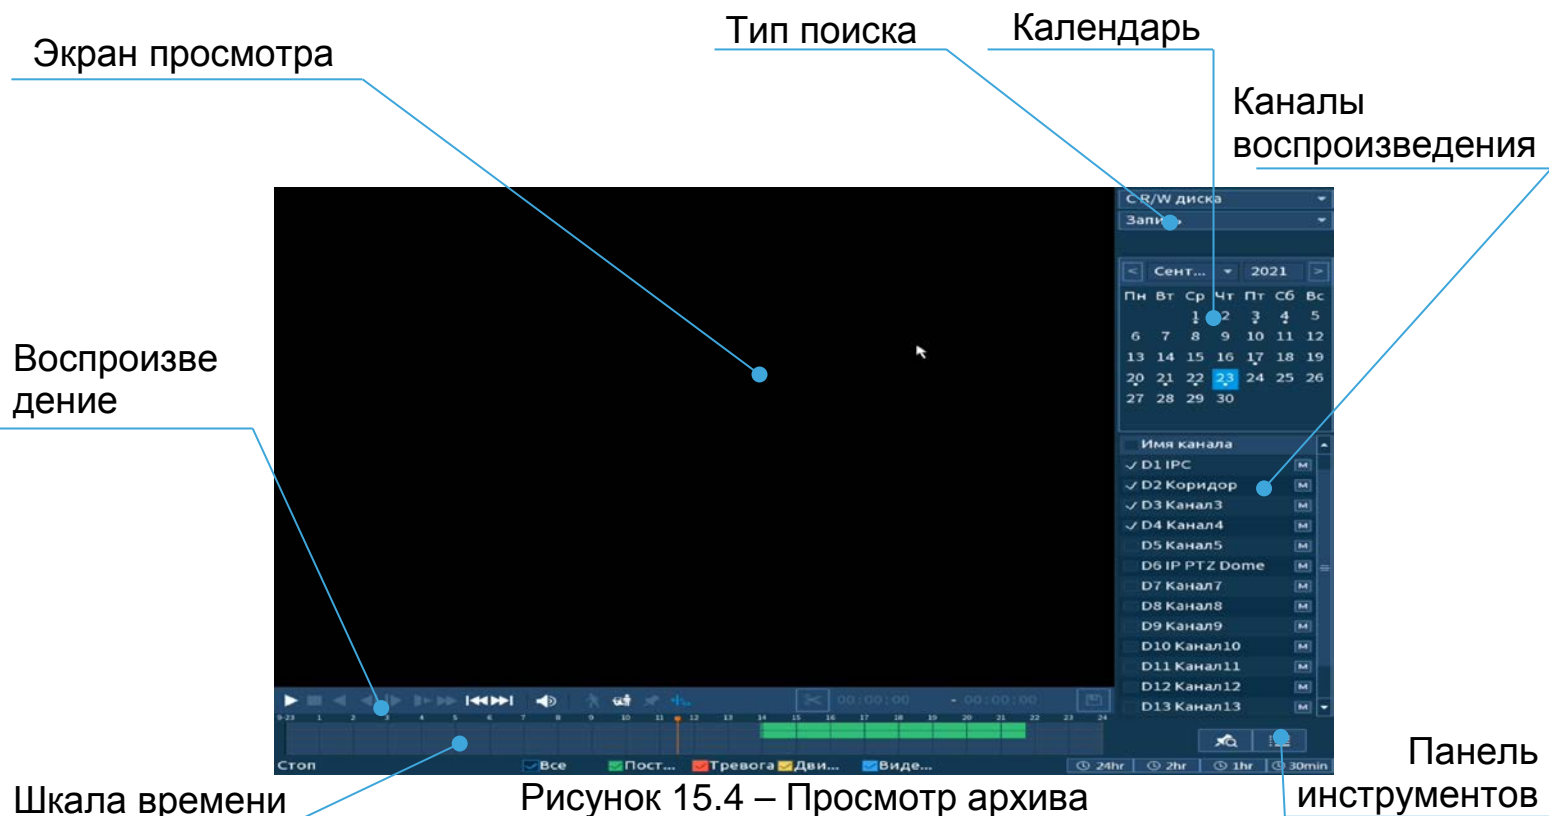 Экран просмотра
Тип поиска
Календарь
Каналы
воспроизведения
Воспроизве
дение
С R/W диска
< Сент... 2021 >
Пн Вт Ср Чт Пт Сб Вс
1 2 3 4 5
6 7 8 9 10 11 12
13 14 15 16 17 18 19
20 21 22 23 24 25 26
27 28 29 30
Имя канала
D1 IPC M
D2 Коридор M
D3 Канал3 M
D4 Канал4 M
D5 Канал5 M
D6 IP PTZ Dome M
D7 Канал7 M
D8 Канал8 M
D9 Канал9 M
D10 Канал10 M
D11 Канал11 M
D12 Канал12 M
D13 Канал13 M
00:00:00 - 00:00:00
9-23 1 2 3 4 5 6 7 8 9 10 11 12 13 14 15 16 17 18 19 20 21 22 23 24
Стоп Все Пост... Тревога Дви... Виде... 24hr 2hr 1hr 30min
Шкала времени
Рисунок 15.4 – Просмотр архива
Панель
инструментов